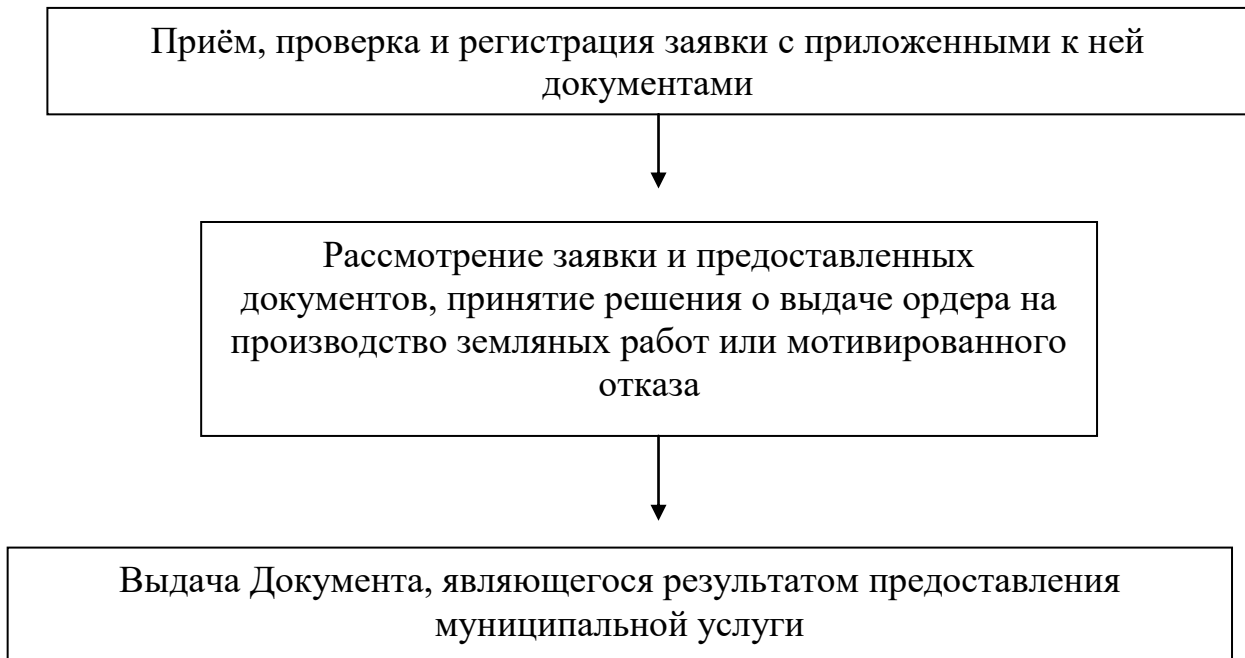 Приём, проверка и регистрация заявки с приложенными к ней
документами
Рассмотрение заявки и предоставленных
документов, принятие решения о выдаче ордера на
производство земляных работ или мотивированного
отказа
Выдача Документа, являющегося результатом предоставления
муниципальной услуги